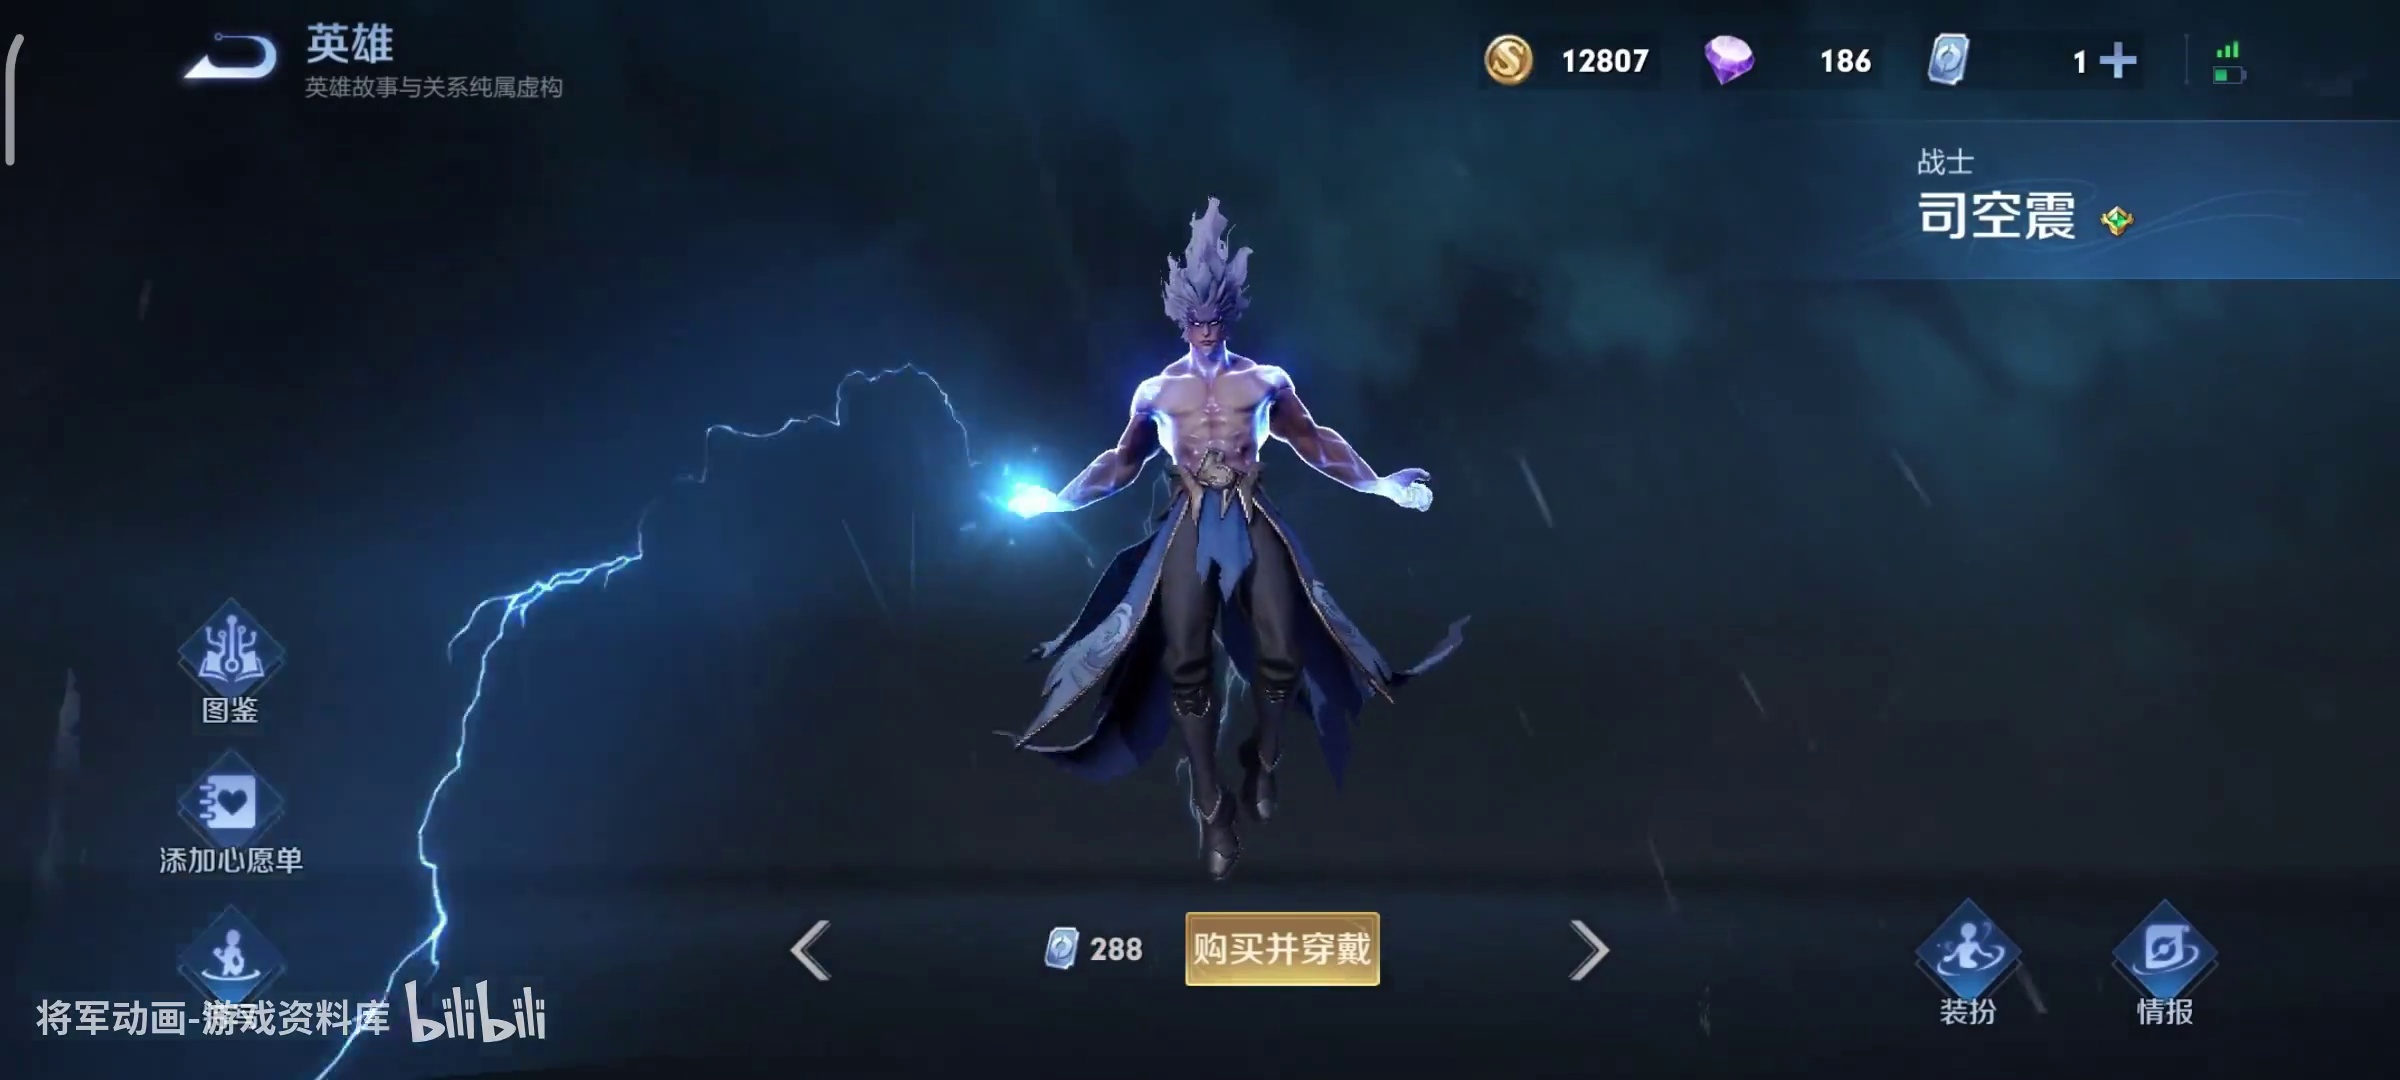 英雄
英雄故事与关系纯属虚构
12807
186
1
战士
司空震
图鉴
添加心愿单
288
购买并穿戴
装扮
情报
将军动画-游戏资料库 bilibili